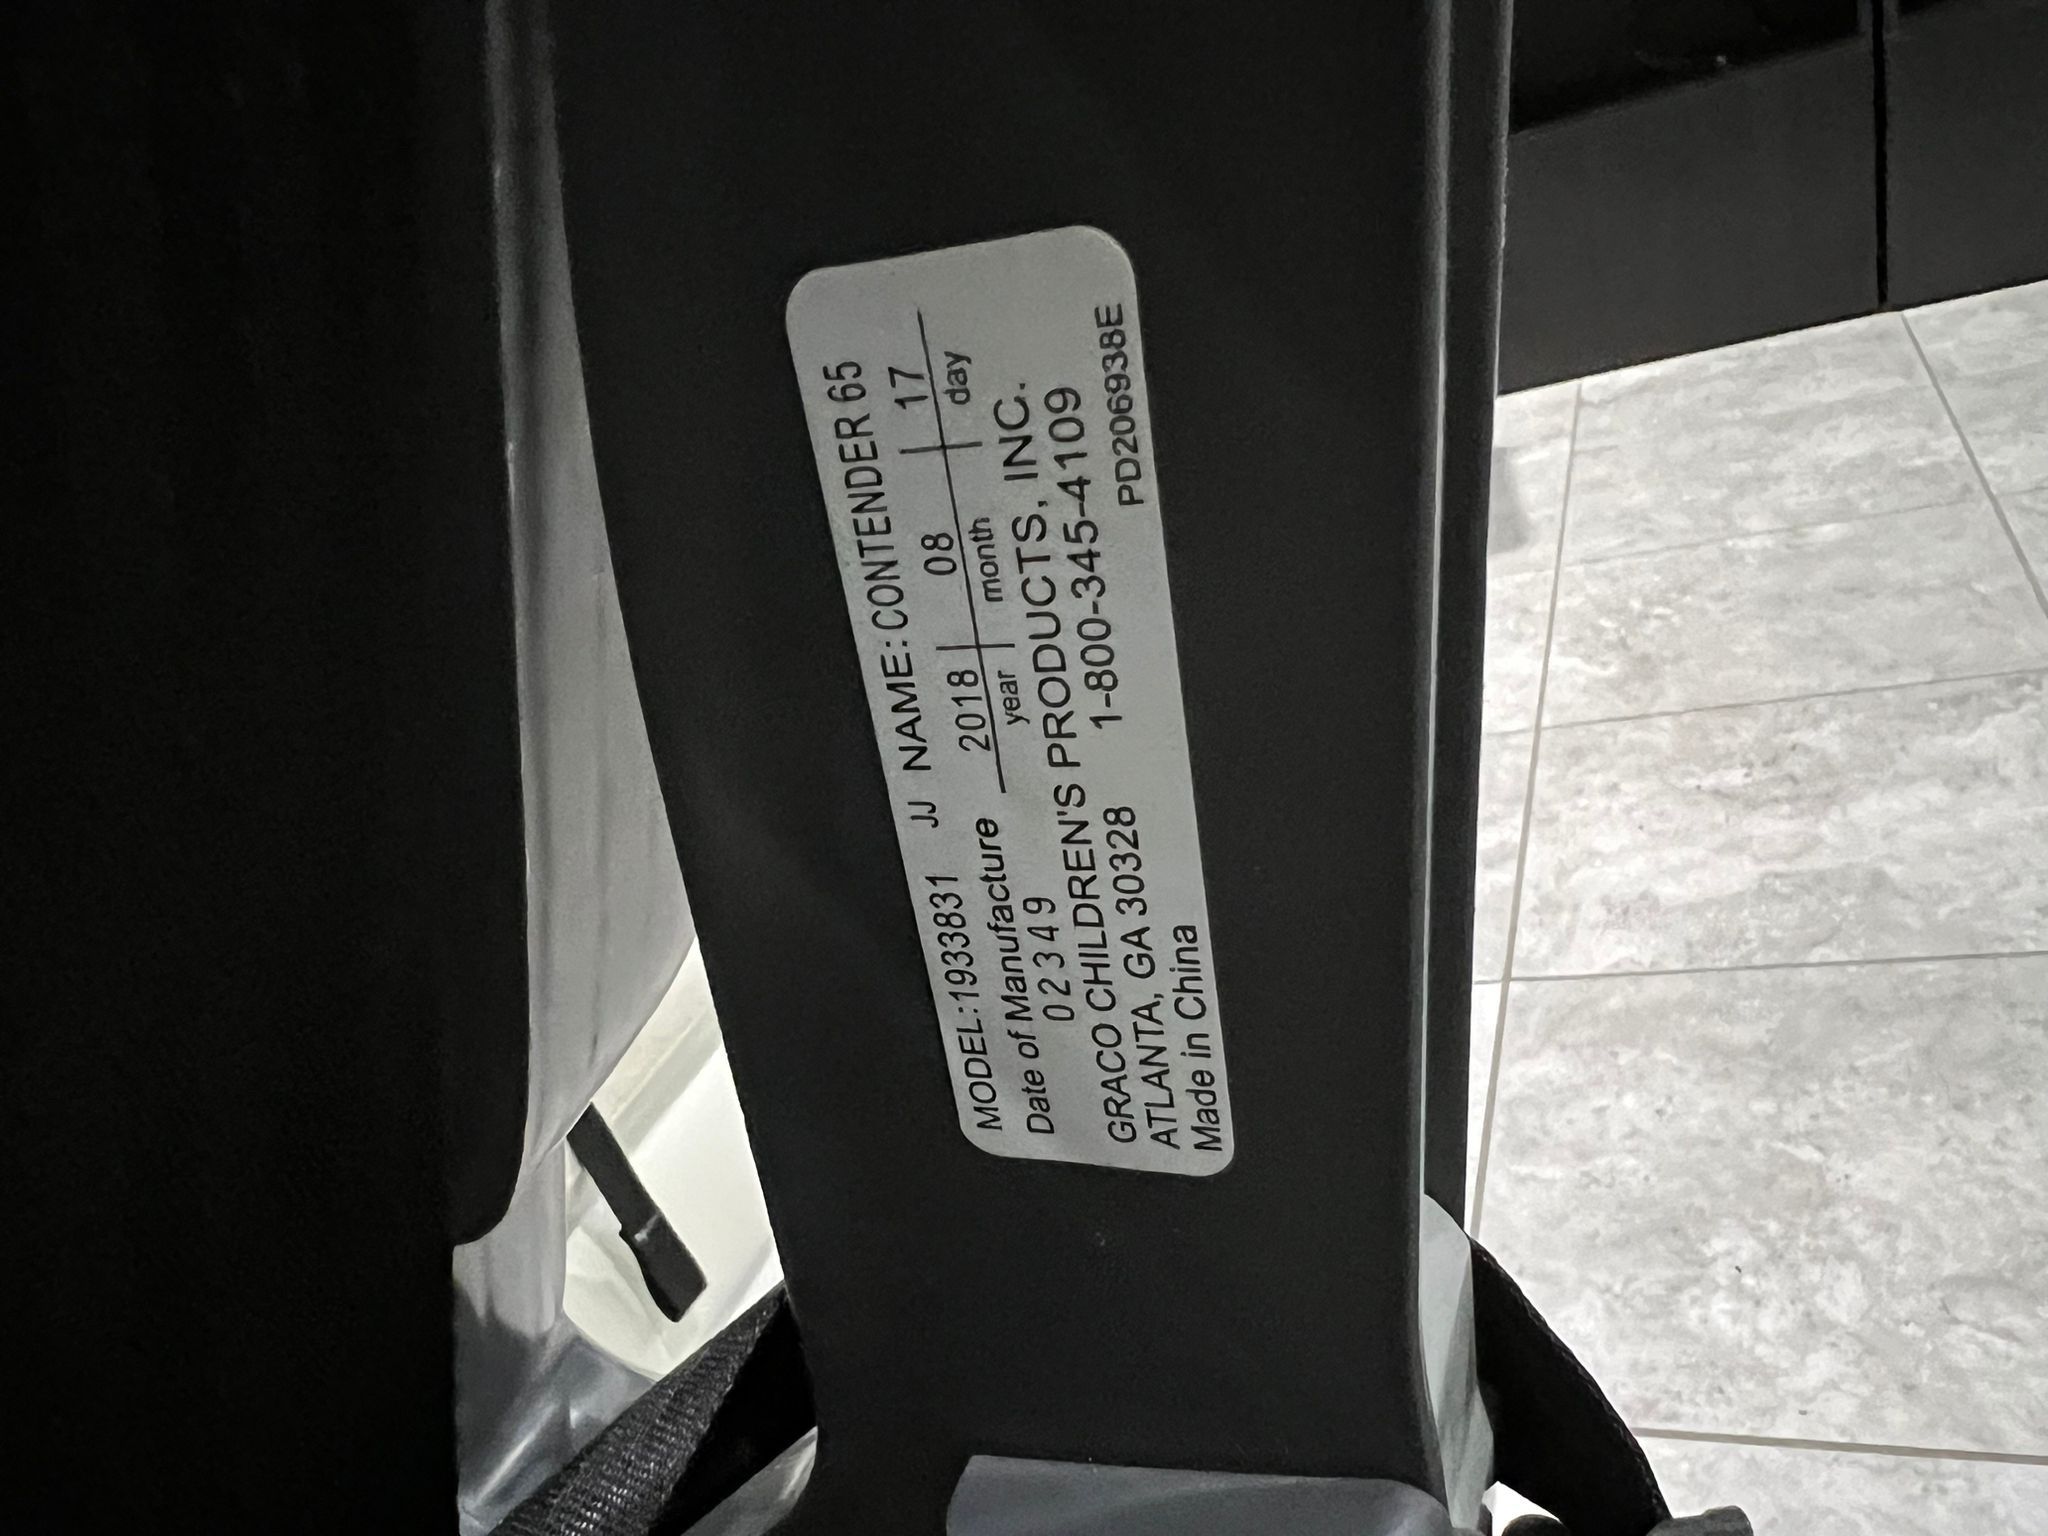 MODEL:1933831 JJ NAME:CONTENDER 65
Date of Manufacture 2018 08 17
year month day
02349
GRACO CHILDREN'S PRODUCTS, INC.
ATLANTA, GA 30328 1-800-345-4109
Made in China PD206938E